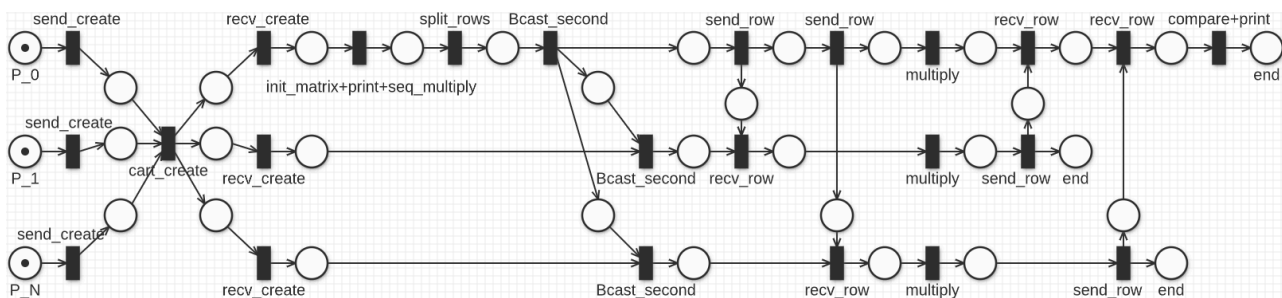 send_create
recv_create
split_rows
Bcast_second
send_row
send_row
recv_row
recv_row
compare+print
P_0
init_matrix+print+seq_multiply
multiply
end
send_create
cart_create
P_1
recv_create
Bcast_second
recv_row
multiply
send_row
end
send_create
P_N
recv_create
Bcast_second
recv_row
multiply
send_row
end